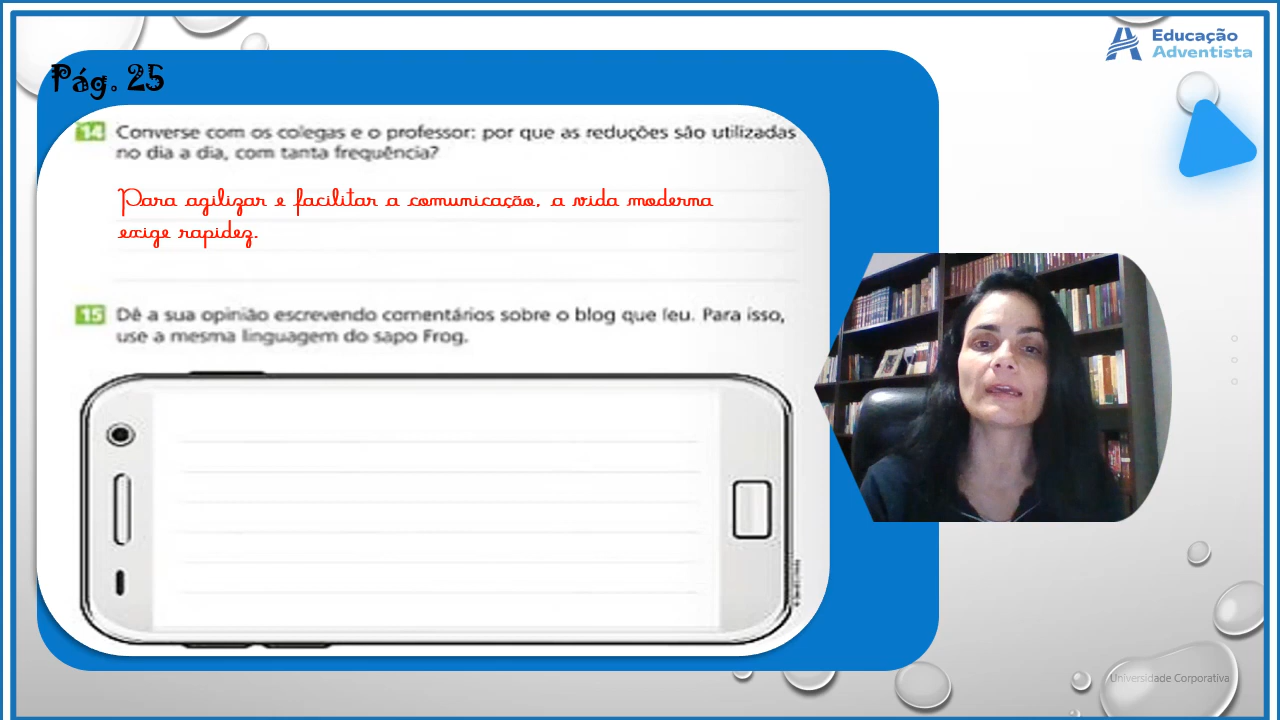 Educação
Adventista
Pág. 25
14 Converse com os colegas e o professor: por que as reduções são utilizadas
no dia a dia, com tanta frequência?
Para agilizar e facilitar a comunicação, a vida moderna
exige rapidez.
15 Dê a sua opinião escrevendo comentários sobre o blog que leu. Para isso,
use a mesma linguagem do sapo Frog.
Universidade Corporativa